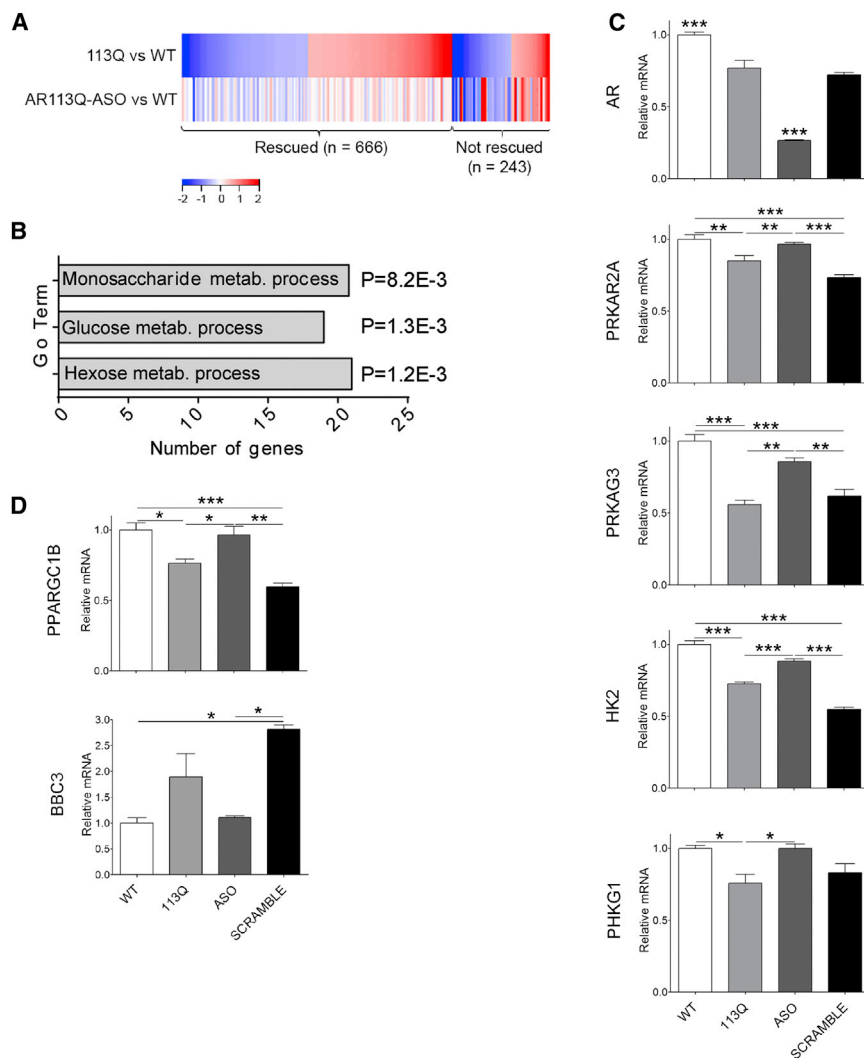 A
113Q vs WT
AR113Q-ASO vs WT
Rescued (n = 666)
Not rescued
(n = 243)
-2 -1 0 1 2
B
Go Term
Monosaccharide metab. process
P=8.2E-3
Glucose metab. process
P=1.3E-3
Hexose metab. process
P=1.2E-3
0 5 10 15 20 25
Number of genes
C
AR
Relative mRNA
1.0
0.5
0.0
***
***
PRKAR2A
Relative mRNA
1.0
0.5
0.0
***
** ** ***
PRKAG3
Relative mRNA
1.0
0.5
0.0
***
***
** **
HK2
Relative mRNA
1.0
0.5
0.0
***
***
*** ***
PHKG1
Relative mRNA
1.0
0.5
0.0
* *
WT
113Q
ASO
SCRAMBLE
D
PPARGC1B
Relative mRNA
1.0
0.5
0.0
***
* * **
BBC3
Relative mRNA
3.0
2.5
2.0
1.5
1.0
0.5
0.0
* *
WT
113Q
ASO
SCRAMBLE